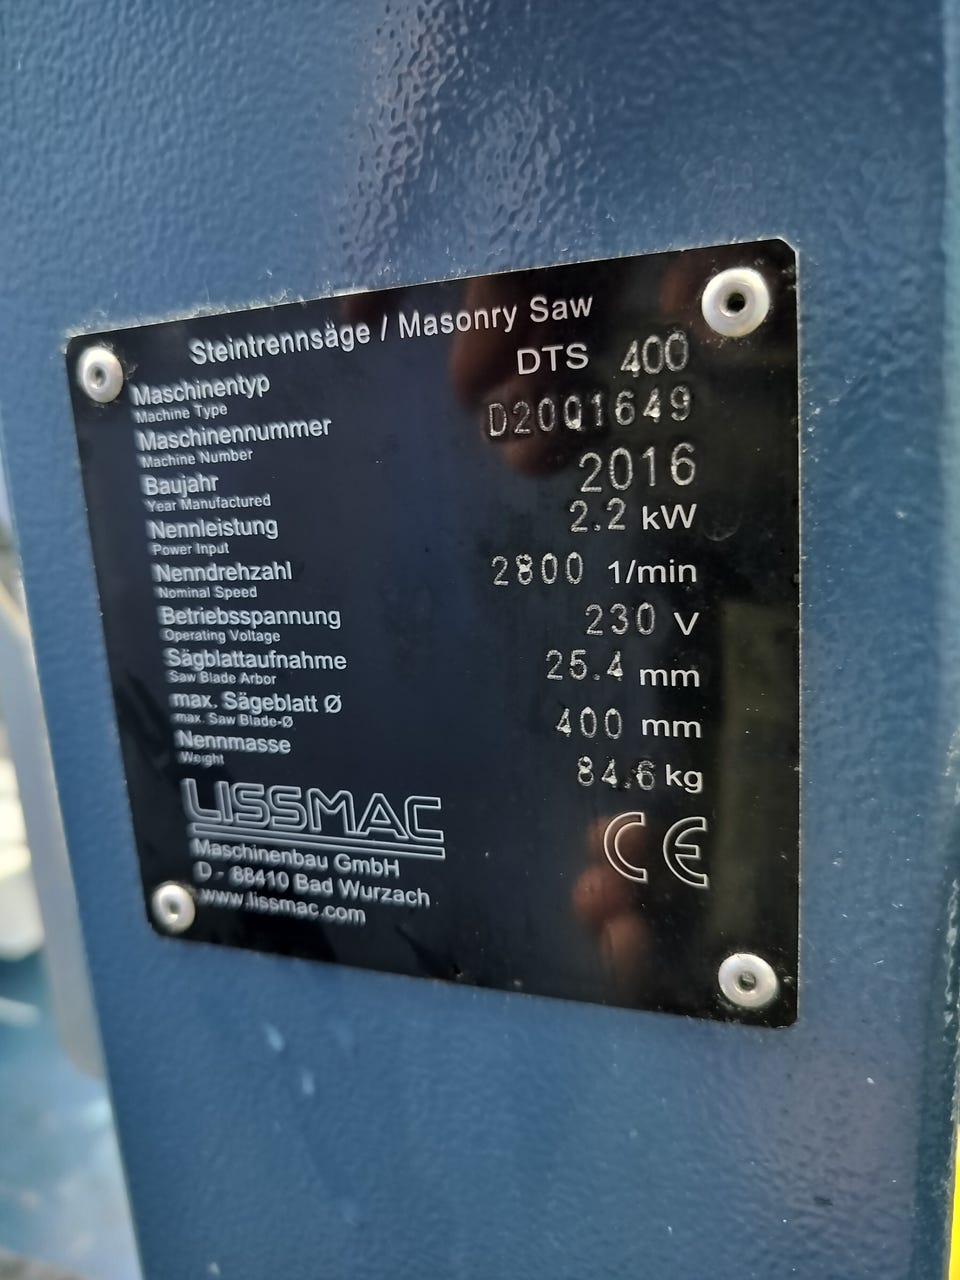 Steintrennsäge / Masonry Saw
Maschinentyp DTS 400
Machine Type
Maschinennummer D20Q1649
Machine Number
Baujahr 2016
Year Manufactured
Nennleistung 2.2 kW
Power Input
Nenndrehzahl 2800 1/min
Nominal Speed
Betriebsspannung 230 V
Operating Voltage
Sägblattaufnahme 25.4 mm
Saw Blade Arbor
max. Sägeblatt Ø 400 mm
max. Saw Blade-Ø
Nennmasse 84.6 kg
Weight
LISSMAC CE
Maschinenbau GmbH
D - 88410 Bad Wurzach
www.lissmac.com